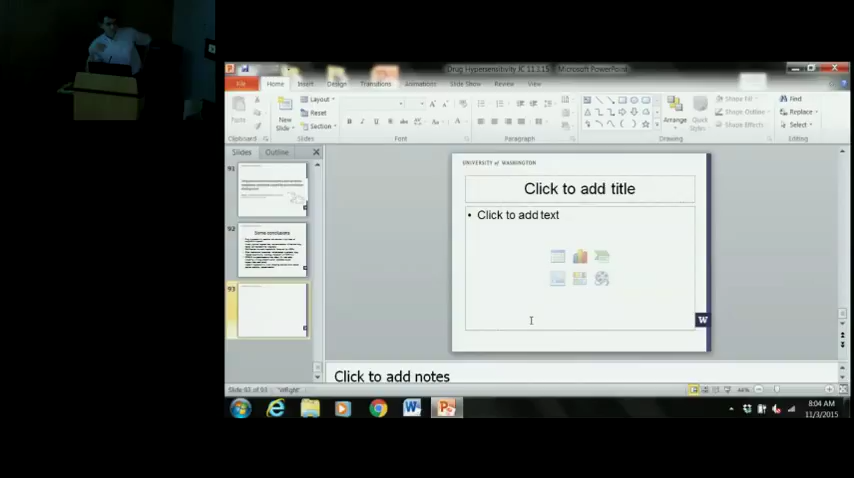 Drug Hypersensitivity JC 11.3.15 - Microsoft PowerPoint
File Home Insert Design Transitions Animations Slide Show Review View
Paste
New Slide
Layout
Reset
Section
Arrange
Quick Styles
Shape Fill
Shape Outline
Shape Effects
Find
Replace
Select
Clipboard Slides Font Paragraph Drawing Editing
Slides Outline
91
92
Some conclusions
93
UNIVERSITY of WASHINGTON
Click to add title
• Click to add text
W
Click to add notes
Slide 93 of 93
44%
8:04 AM
11/3/2015